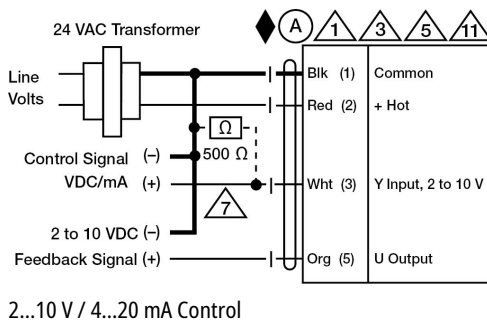 24 VAC Transformer
A 1 3 5 11
Line
Volts
Blk (1) Common
Red (2) + Hot
Ω
500 Ω
Control Signal (–)
VDC/mA (+)
7
Wht (3) Y Input, 2 to 10 V
2 to 10 VDC (–)
Feedback Signal (+)
Org (5) U Output
2...10 V / 4...20 mA Control